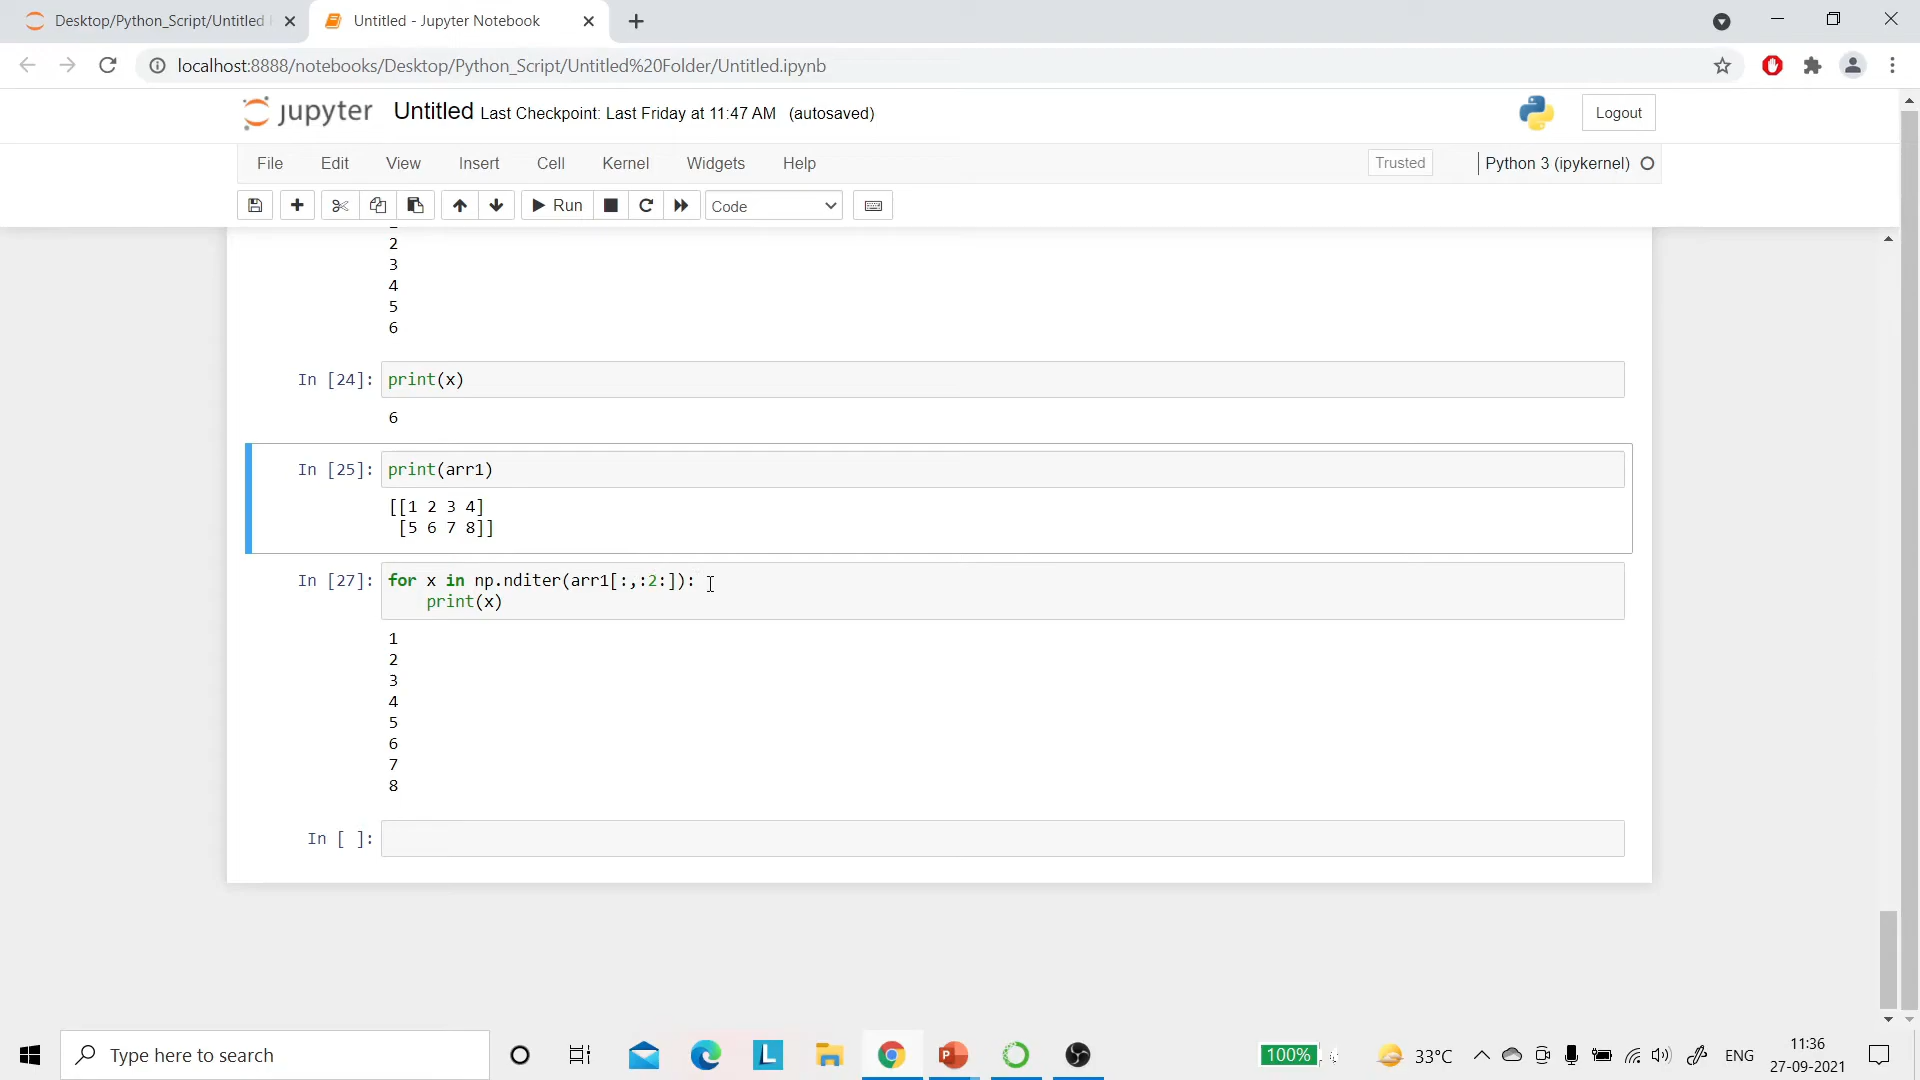 Desktop/Python_Script/Untitled
Untitled - Jupyter Notebook
localhost:8888/notebooks/Desktop/Python_Script/Untitled%20Folder/Untitled.ipynb
jupyter Untitled Last Checkpoint: Last Friday at 11:47 AM (autosaved)
Logout
File Edit View Insert Cell Kernel Widgets Help
Trusted
Python 3 (ipykernel)
Run
Code
2
3
4
5
6
In [24]: print(x)
6
In [25]: print(arr1)
[[1 2 3 4]
[5 6 7 8]]
In [27]: for x in np.nditer(arr1[:,:2:]):
print(x)
1
2
3
4
5
6
7
8
In [ ]:
Type here to search
L
100%
33°C
ENG
11:36
27-09-2021